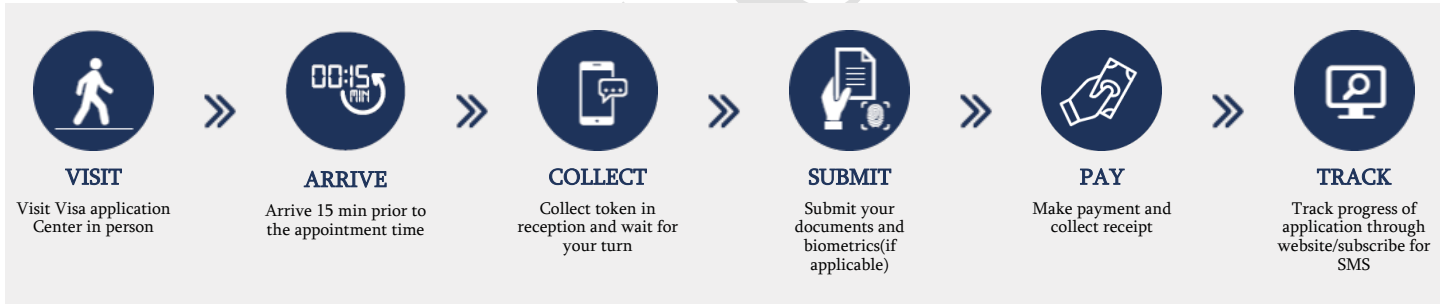 00:15
MIN
VISIT
Visit Visa application
Center in person
ARRIVE
Arrive 15 min prior to
the appointment time
COLLECT
Collect token in
reception and wait for
your turn
SUBMIT
Submit your
documents and
biometrics(if
applicable)
PAY
Make payment and
collect receipt
TRACK
Track progress of
application through
website/subscribe for
SMS